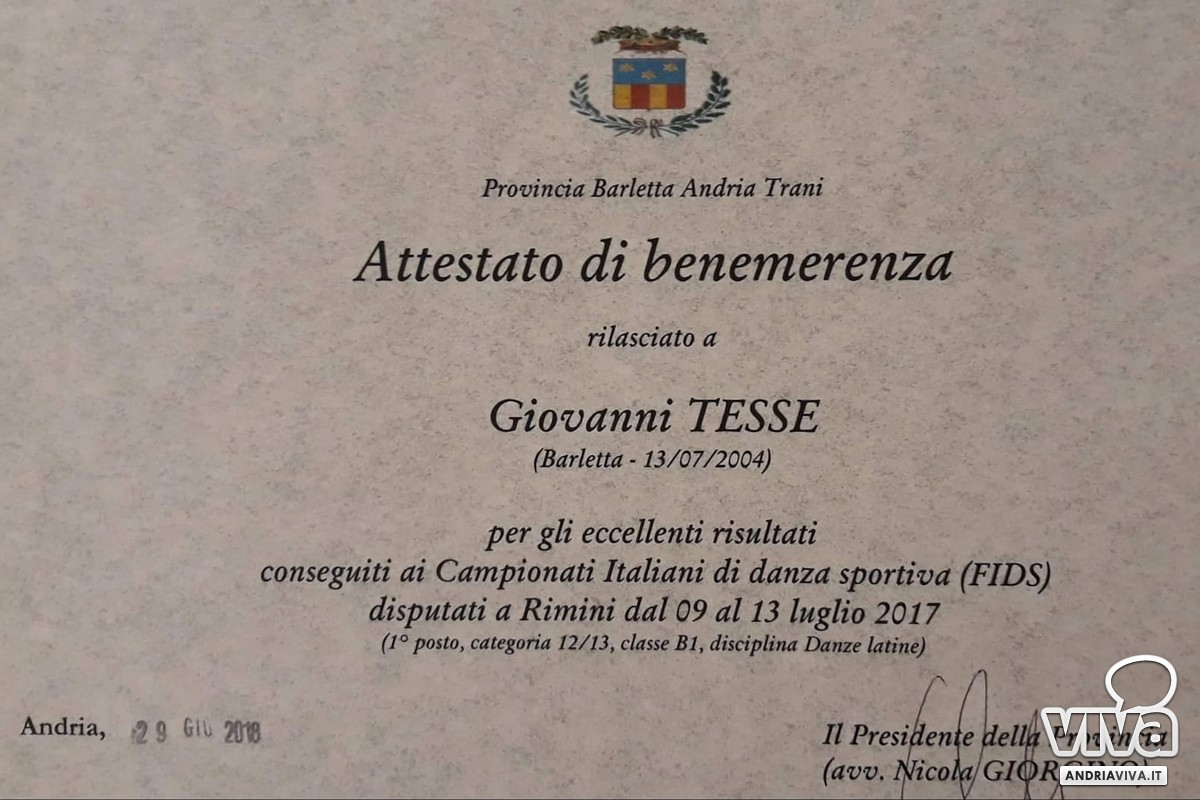 Provincia Barletta Andria Trani
Attestato di benemerenza
rilasciato a
Giovanni TESSE
(Barletta - 13/07/2004)
per gli eccellenti risultati
conseguiti ai Campionati Italiani di danza sportiva (FIDS)
disputati a Rimini dal 09 al 13 luglio 2017
(1° posto, categoria 12/13, classe B1, disciplina Danze latine)
Andria, 29 GIU 2018
Il Presidente della Provincia
(avv. Nicola GIORGINO)
viva
ANDRIAVIVA.IT